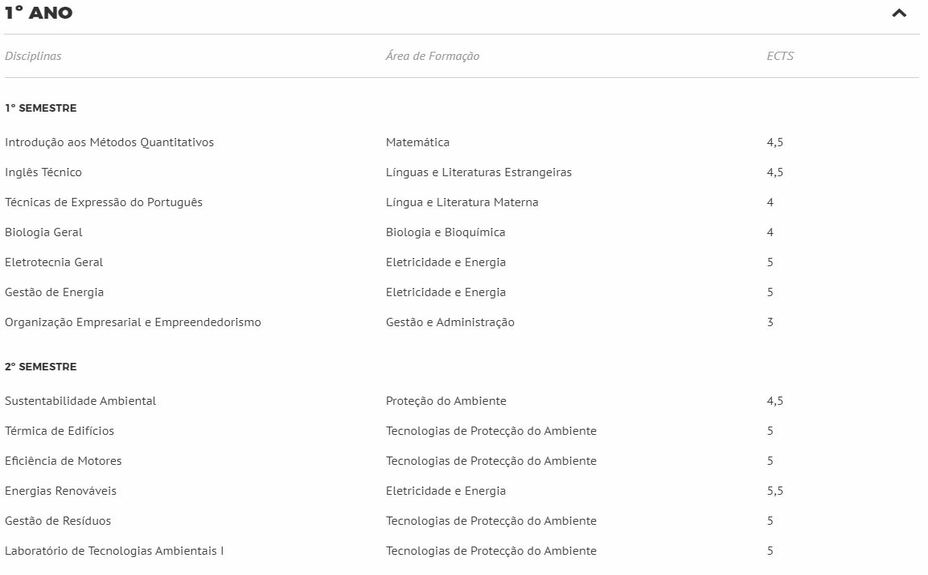 1º ANO
Disciplinas Área de Formação ECTS
1º SEMESTRE
Introdução aos Métodos Quantitativos Matemática 4,5
Inglês Técnico Línguas e Literaturas Estrangeiras 4,5
Técnicas de Expressão do Português Língua e Literatura Materna 4
Biologia Geral Biologia e Bioquímica 4
Eletrotecnia Geral Eletricidade e Energia 5
Gestão de Energia Eletricidade e Energia 5
Organização Empresarial e Empreendedorismo Gestão e Administração 3
2º SEMESTRE
Sustentabilidade Ambiental Proteção do Ambiente 4,5
Térmica de Edifícios Tecnologias de Protecção do Ambiente 5
Eficiência de Motores Tecnologias de Protecção do Ambiente 5
Energias Renováveis Eletricidade e Energia 5,5
Gestão de Resíduos Tecnologias de Protecção do Ambiente 5
Laboratório de Tecnologias Ambientais I Tecnologias de Protecção do Ambiente 5